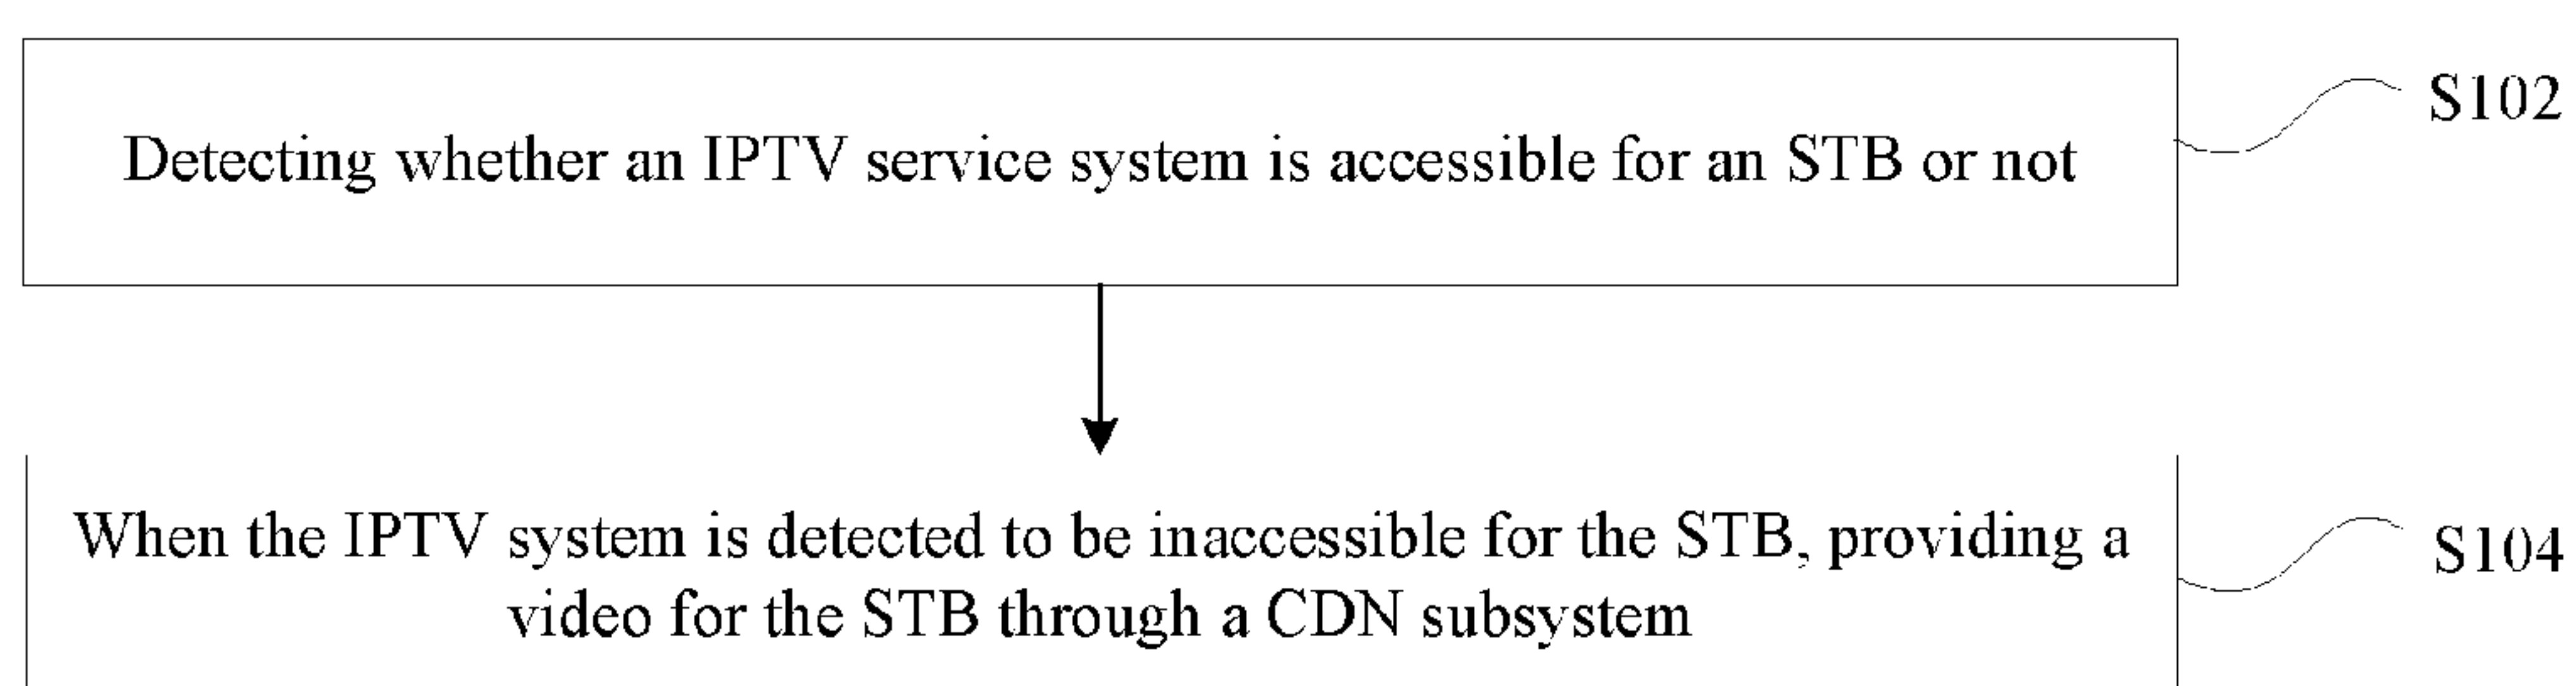 Detecting whether an IPTV service system is accessible for an STB or not
S102
When the IPTV system is detected to be inaccessible for the STB, providing a
video for the STB through a CDN subsystem
S104